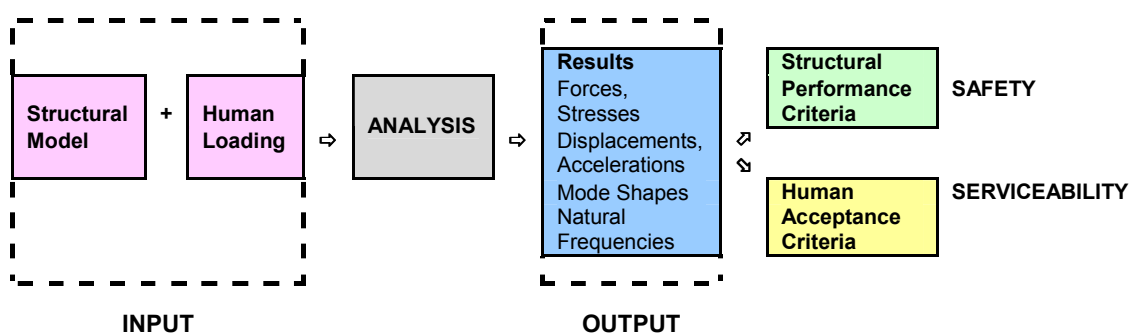 Structural
Model
+
Human
Loading
⇨
ANALYSIS
⇨
Results
Forces,
Stresses
Displacements,
Accelerations
Mode Shapes
Natural
Frequencies
Structural
Performance
Criteria
SAFETY
Human
Acceptance
Criteria
SERVICEABILITY
INPUT
OUTPUT